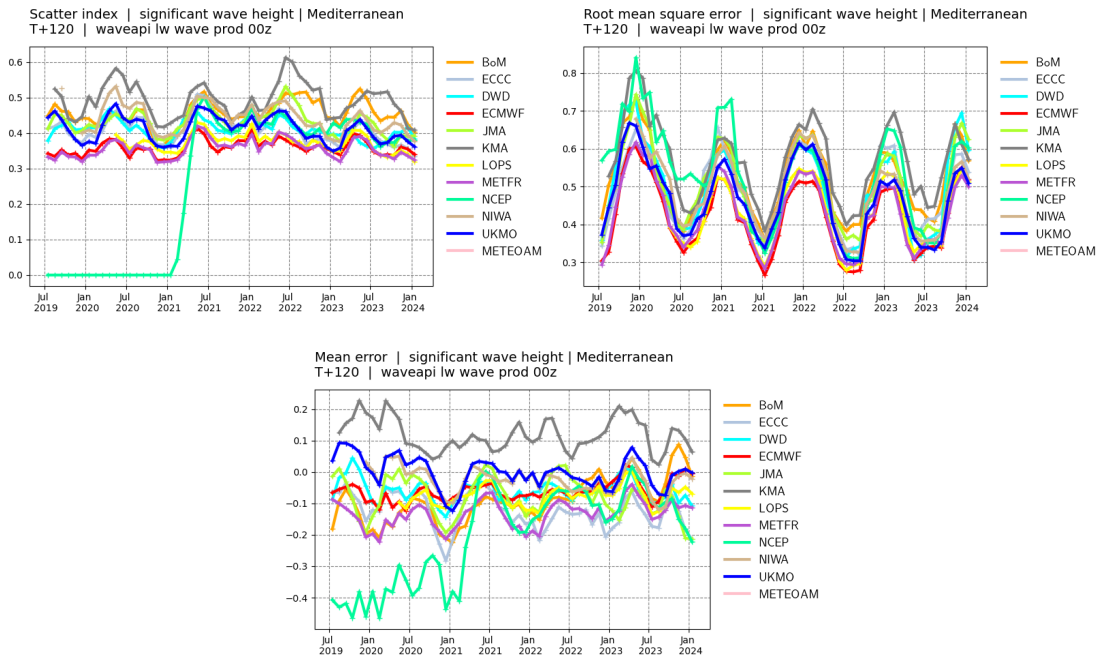 Scatter index | significant wave height | Mediterranean
T+120 | waveapi lw wave prod 00z
0.6
0.5
0.4
0.3
0.2
0.1
0.0
Jul 2019
Jan 2020
Jul 2020
Jan 2021
Jul 2021
Jan 2022
Jul 2022
Jan 2023
Jul 2023
Jan 2024
BoM
ECCC
DWD
ECMWF
JMA
KMA
LOPS
METFR
NCEP
NIWA
UKMO
METEOAM
Root mean square error | significant wave height | Mediterranean
T+120 | waveapi lw wave prod 00z
0.8
0.7
0.6
0.5
0.4
0.3
Jul 2019
Jan 2020
Jul 2020
Jan 2021
Jul 2021
Jan 2022
Jul 2022
Jan 2023
Jul 2023
Jan 2024
BoM
ECCC
DWD
ECMWF
JMA
KMA
LOPS
METFR
NCEP
NIWA
UKMO
METEOAM
Mean error | significant wave height | Mediterranean
T+120 | waveapi lw wave prod 00z
0.2
0.1
0.0
−0.1
−0.2
−0.3
−0.4
Jul 2019
Jan 2020
Jul 2020
Jan 2021
Jul 2021
Jan 2022
Jul 2022
Jan 2023
Jul 2023
Jan 2024
BoM
ECCC
DWD
ECMWF
JMA
KMA
LOPS
METFR
NCEP
NIWA
UKMO
METEOAM